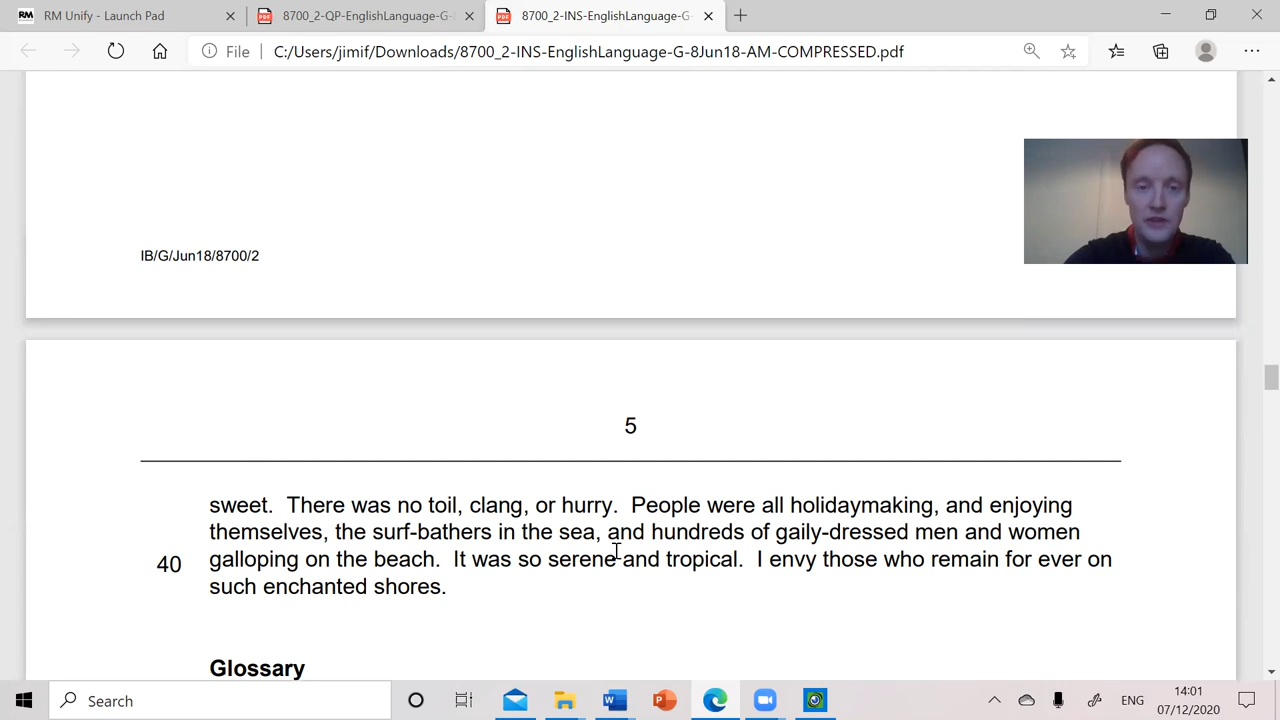 RM Unify - Launch Pad
8700_2-QP-EnglishLanguage-G-8
8700_2-INS-EnglishLanguage-G-
File
C:/Users/jimif/Downloads/8700_2-INS-EnglishLanguage-G-8Jun18-AM-COMPRESSED.pdf
IB/G/Jun18/8700/2
5
sweet. There was no toil, clang, or hurry. People were all holidaymaking, and enjoying
themselves, the surf-bathers in the sea, and hundreds of gaily-dressed men and women
40 galloping on the beach. It was so serene and tropical. I envy those who remain for ever on
such enchanted shores.
Glossary
Search
ENG
14:01
07/12/2020